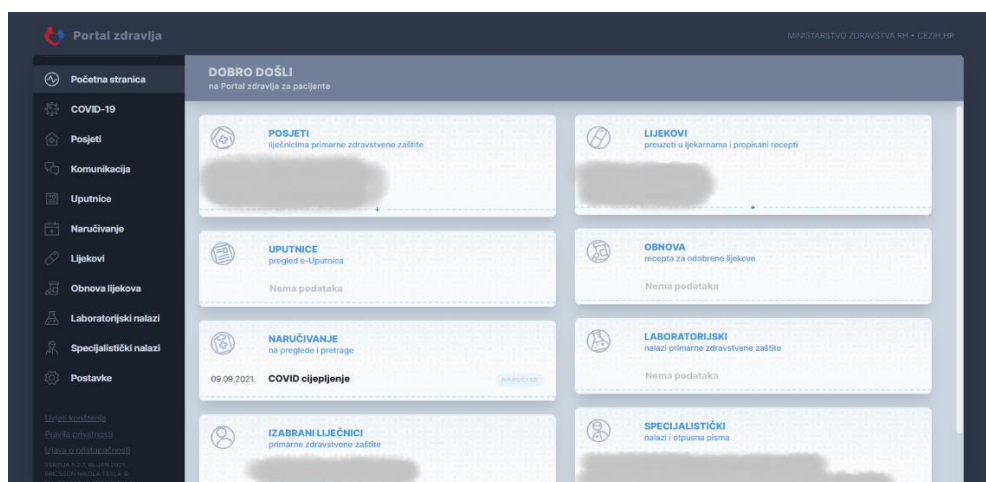 Portal zdravlja
MINISTARSTVO ZDRAVSTVA RH • CEZIH.HR
Početna stranica
COVID-19
Posjeti
Komunikacija
Uputnice
Naručivanje
Lijekovi
Obnova lijekova
Laboratorijski nalazi
Specijalistički nalazi
Postavke
Uvjeti korištenja
Pravila privatnosti
Izjava o pristupačnosti
DOBRO DOŠLI
na Portal zdravlja za pacijente
POSJETI
liječnicima primarne zdravstvene zaštite
LIJEKOVI
preuzeti u ljekarnama i propisani recepti
UPUTNICE
pregled e-Uputnica
Nema podataka
OBNOVA
recepta za odobrene lijekove
Nema podataka
NARUČIVANJE
na preglede i pretrage
09.09.2021. COVID cijepljenje NARUČI SE
LABORATORIJSKI
nalazi primarne zdravstvene zaštite
Nema podataka
IZABRANI LIJEČNICI
primarne zdravstvene zaštite
SPECIJALISTIČKI
nalazi i otpusna pisma